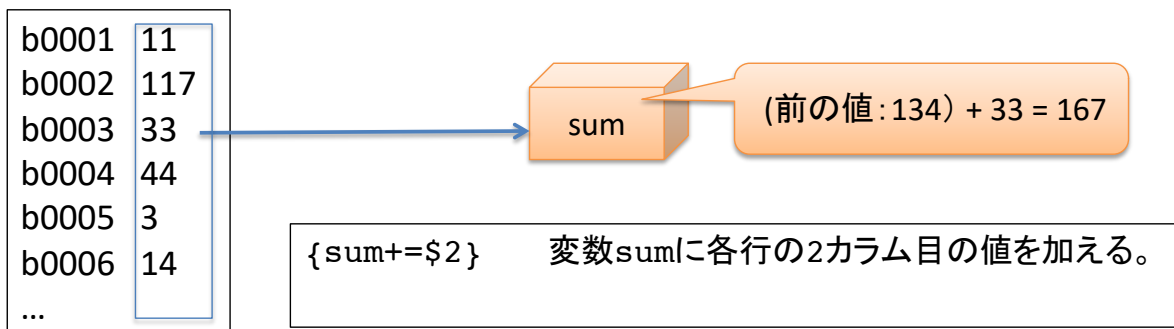 b0001 11
b0002 117
b0003 33
b0004 44
b0005 3
b0006 14
...
sum
(前の値:134) + 33 = 167
{sum+=$2} 変数sumに各行の2カラム目の値を加える。